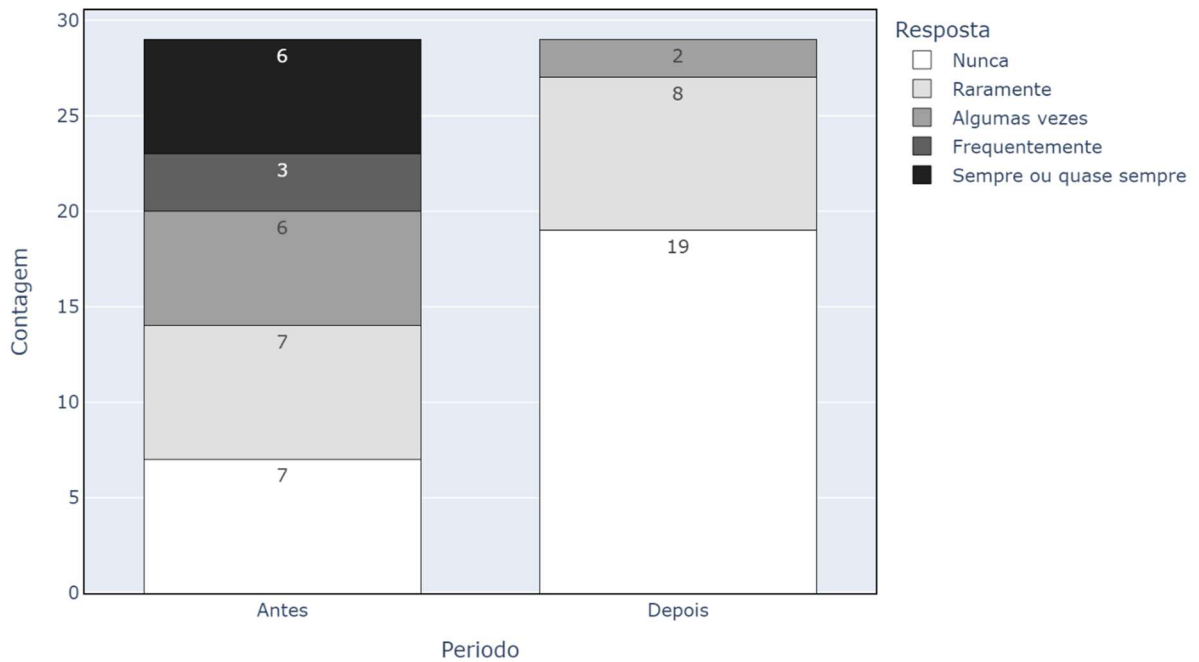 30
25
20
15
10
5
0
Contagem
6
3
6
7
7
2
8
19
Antes
Depois
Periodo
Resposta
Nunca
Raramente
Algumas vezes
Frequentemente
Sempre ou quase sempre